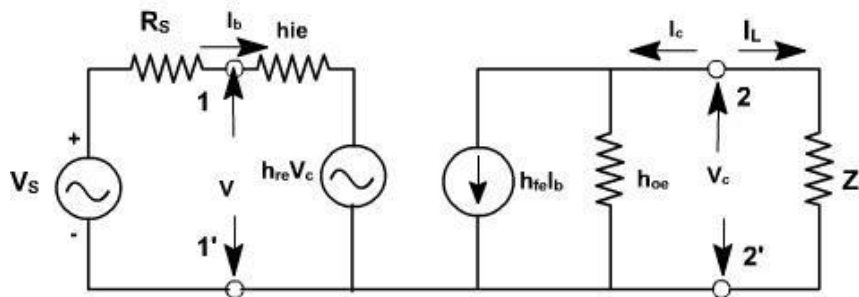 Rs Ib hie Ic IL
1 2
+
Vs V hreVc hfeIb hoe Vc Z
-
1' 2'